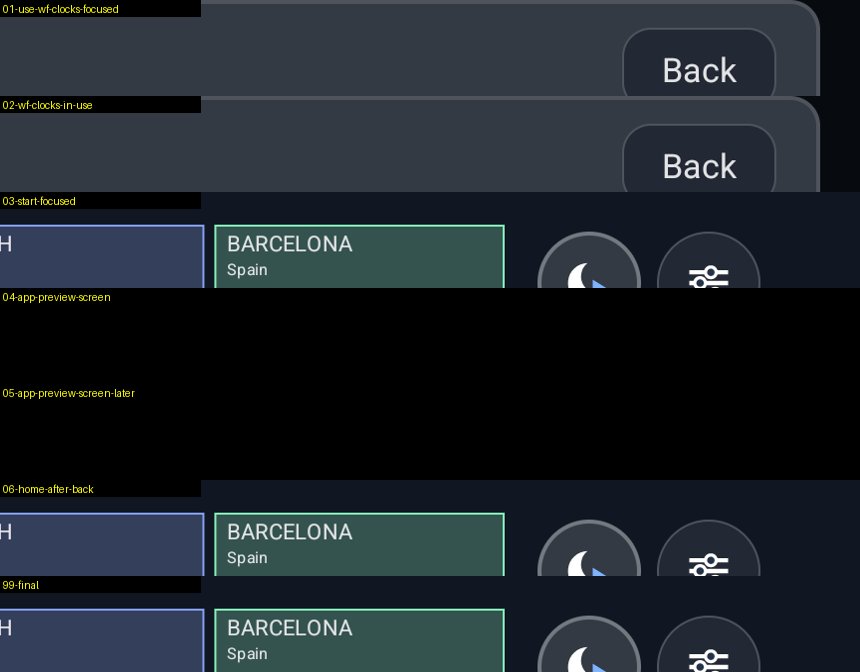 01-use-wf-clocks-focused
Back
02-wf-clocks-in-use
Back
03-start-focused
H
BARCELONA
Spain
04-app-preview-screen
05-app-preview-screen-later
06-home-after-back
H
BARCELONA
Spain
99-final
H
BARCELONA
Spain